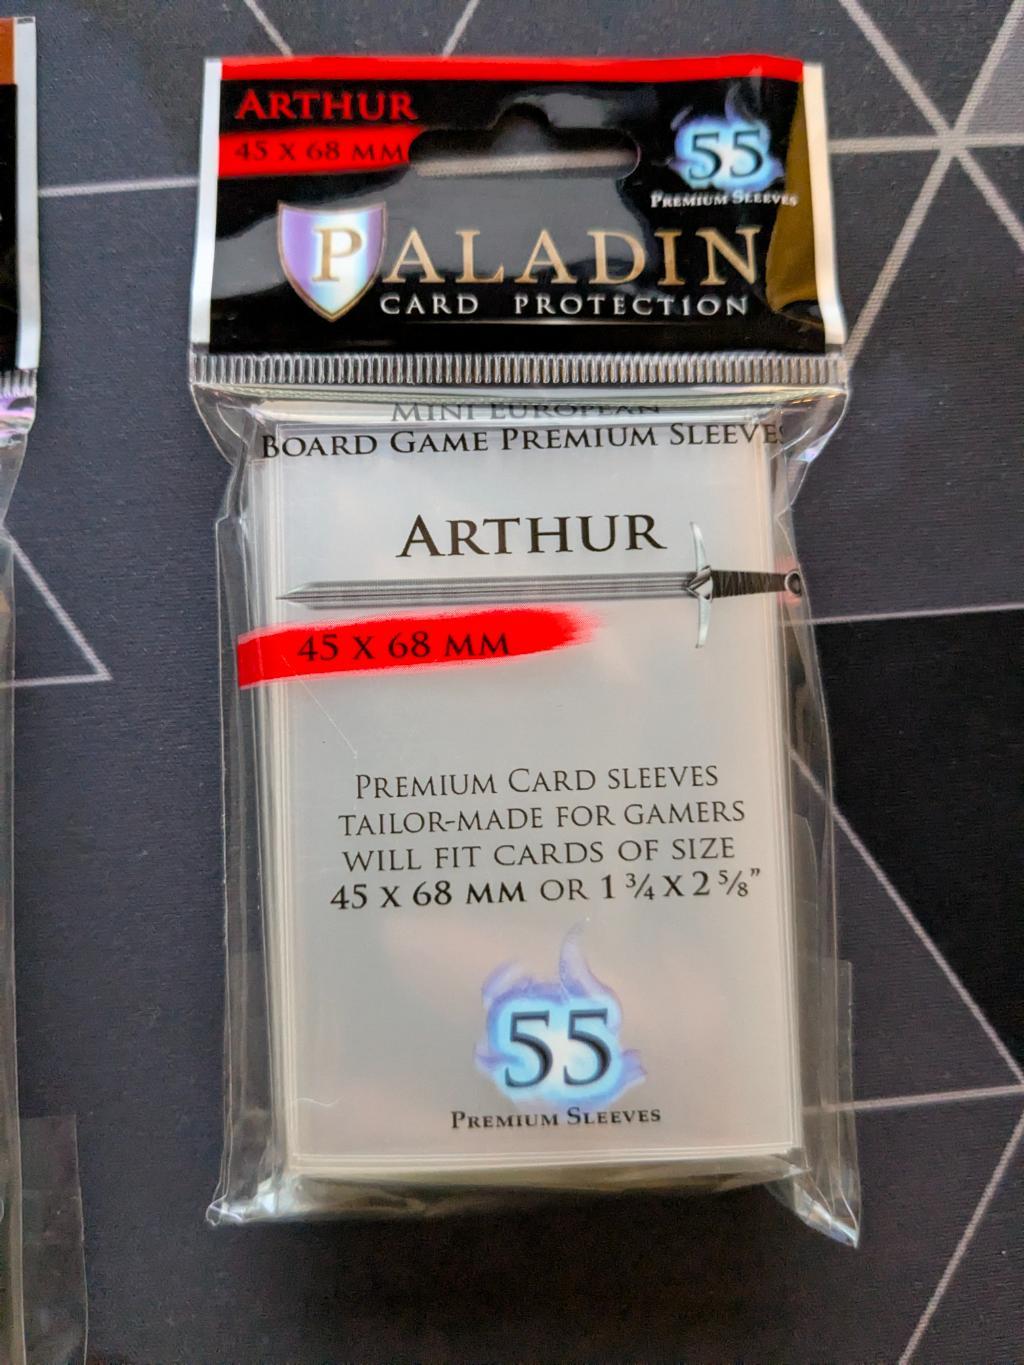 ARTHUR
45 X 68 MM
55
PREMIUM SLEEVES
PALADIN
CARD PROTECTION
MINI EUROPEAN
BOARD GAME PREMIUM SLEEVES
ARTHUR
45 X 68 MM
PREMIUM CARD SLEEVES
TAILOR-MADE FOR GAMERS
WILL FIT CARDS OF SIZE
45 X 68 MM OR 1 ¾ X 2 ⅝”
55
PREMIUM SLEEVES